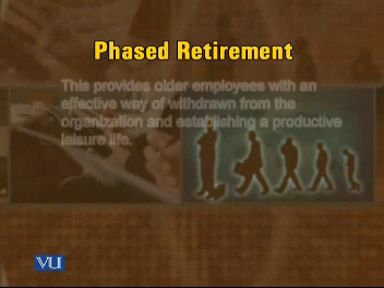 Phased Retirement
This provides older employees with an
effective way of withdrawn from the
organization and establishing a productive
leisure life.
VU